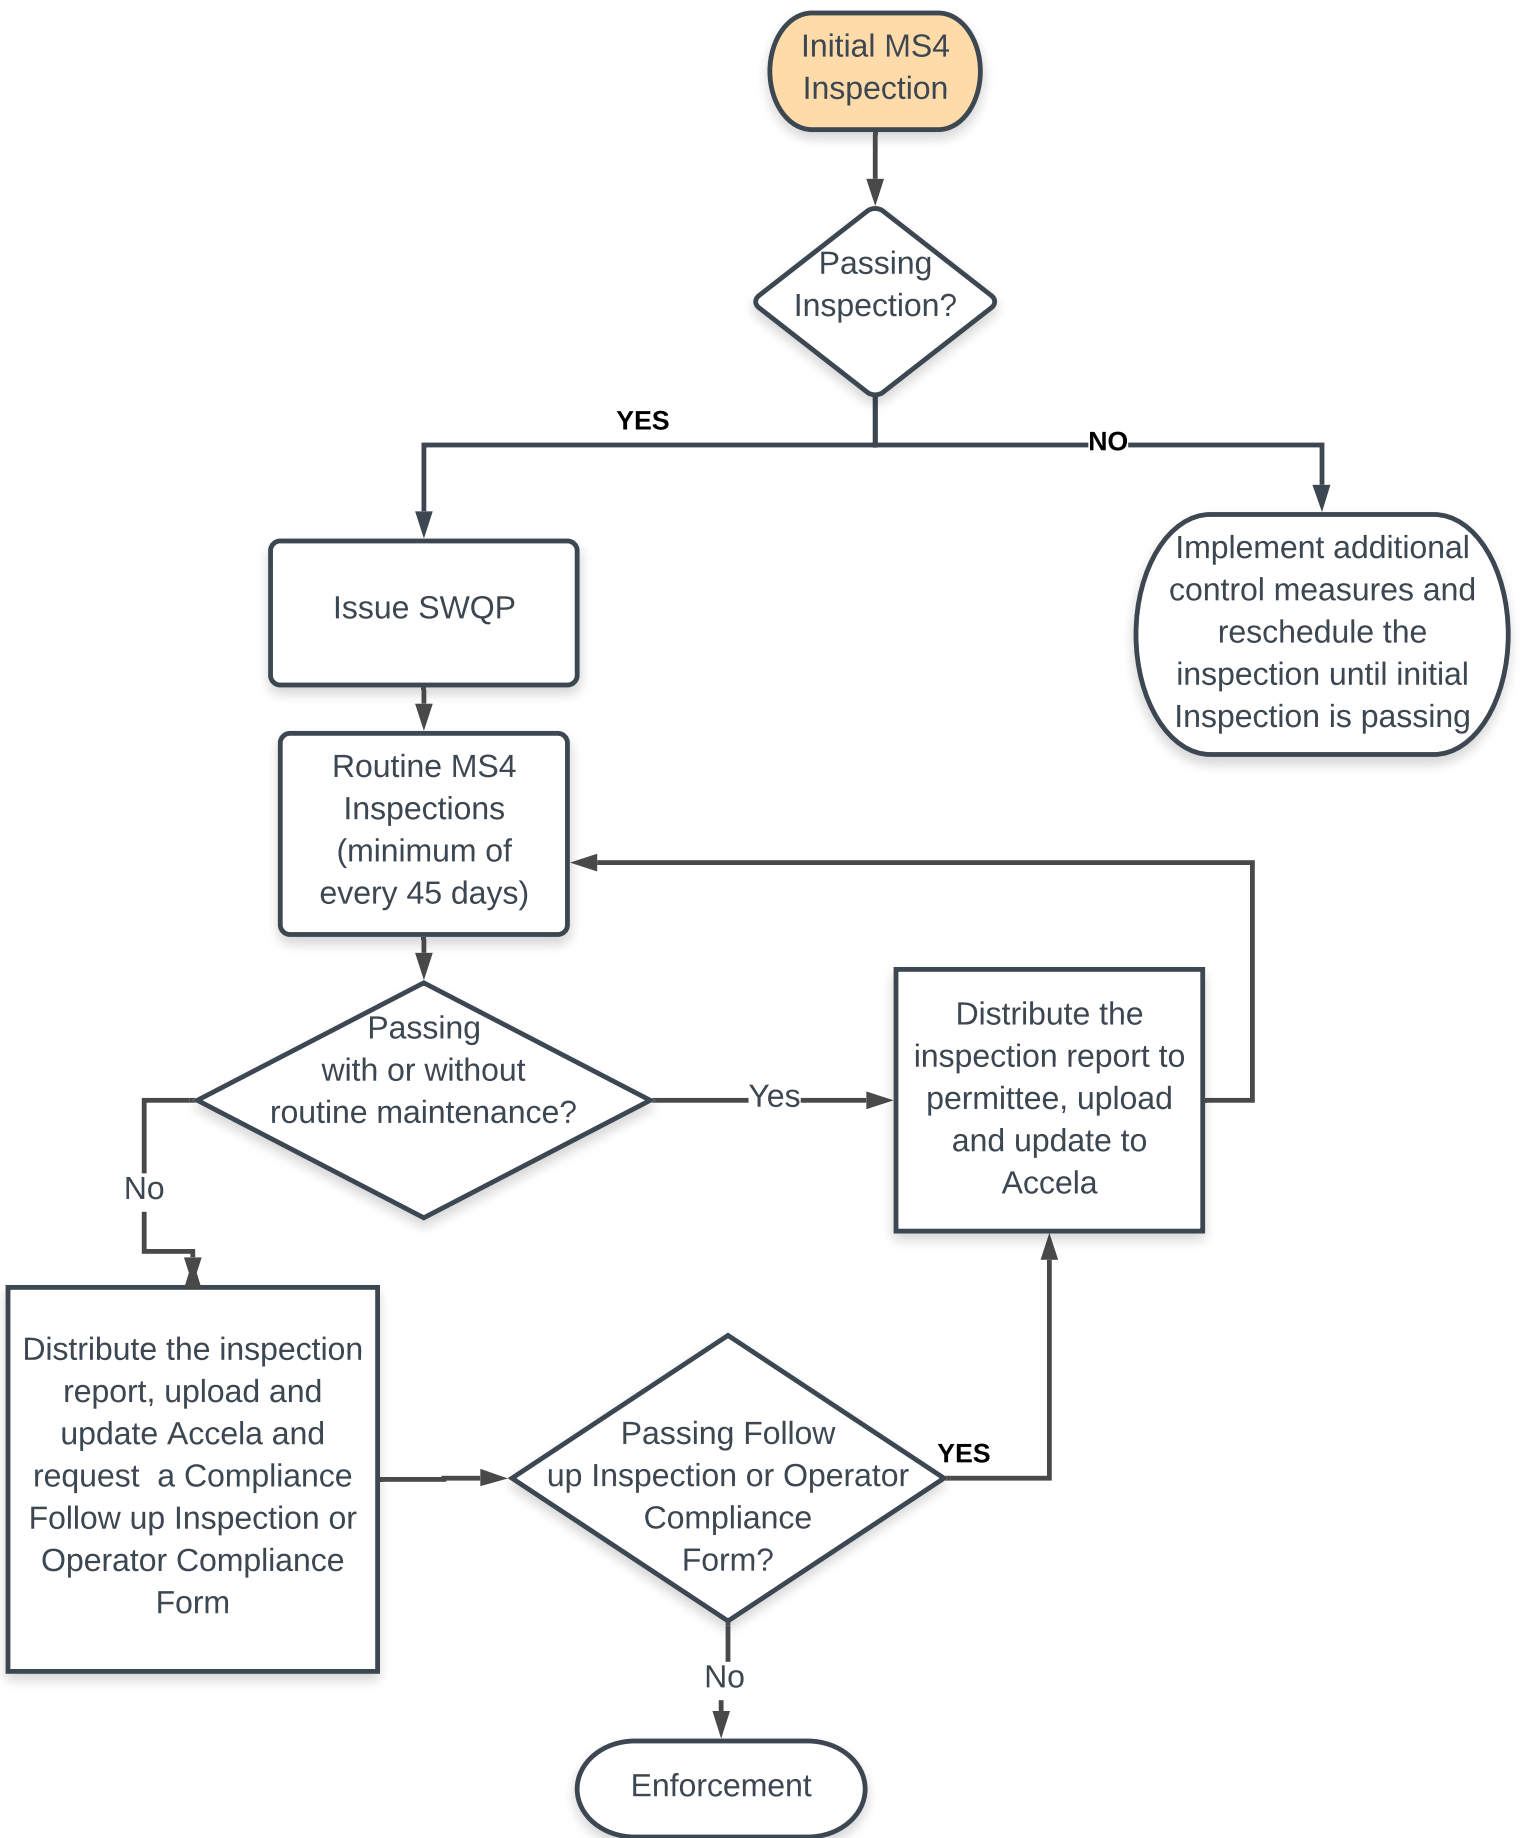 Initial MS4
Inspection
Passing
Inspection?
YES
NO
Issue SWQP
Implement additional
control measures and
reschedule the
inspection until initial
Inspection is passing
Routine MS4
Inspections
(minimum of
every 45 days)
Passing
with or without
routine maintenance?
Yes
Distribute the
inspection report to
permittee, upload
and update to
Accela
No
Distribute the inspection
report, upload and
update Accela and
request  a Compliance
Follow up Inspection or
Operator Compliance
Form
Passing Follow
up Inspection or Operator
Compliance
Form?
YES
No
Enforcement